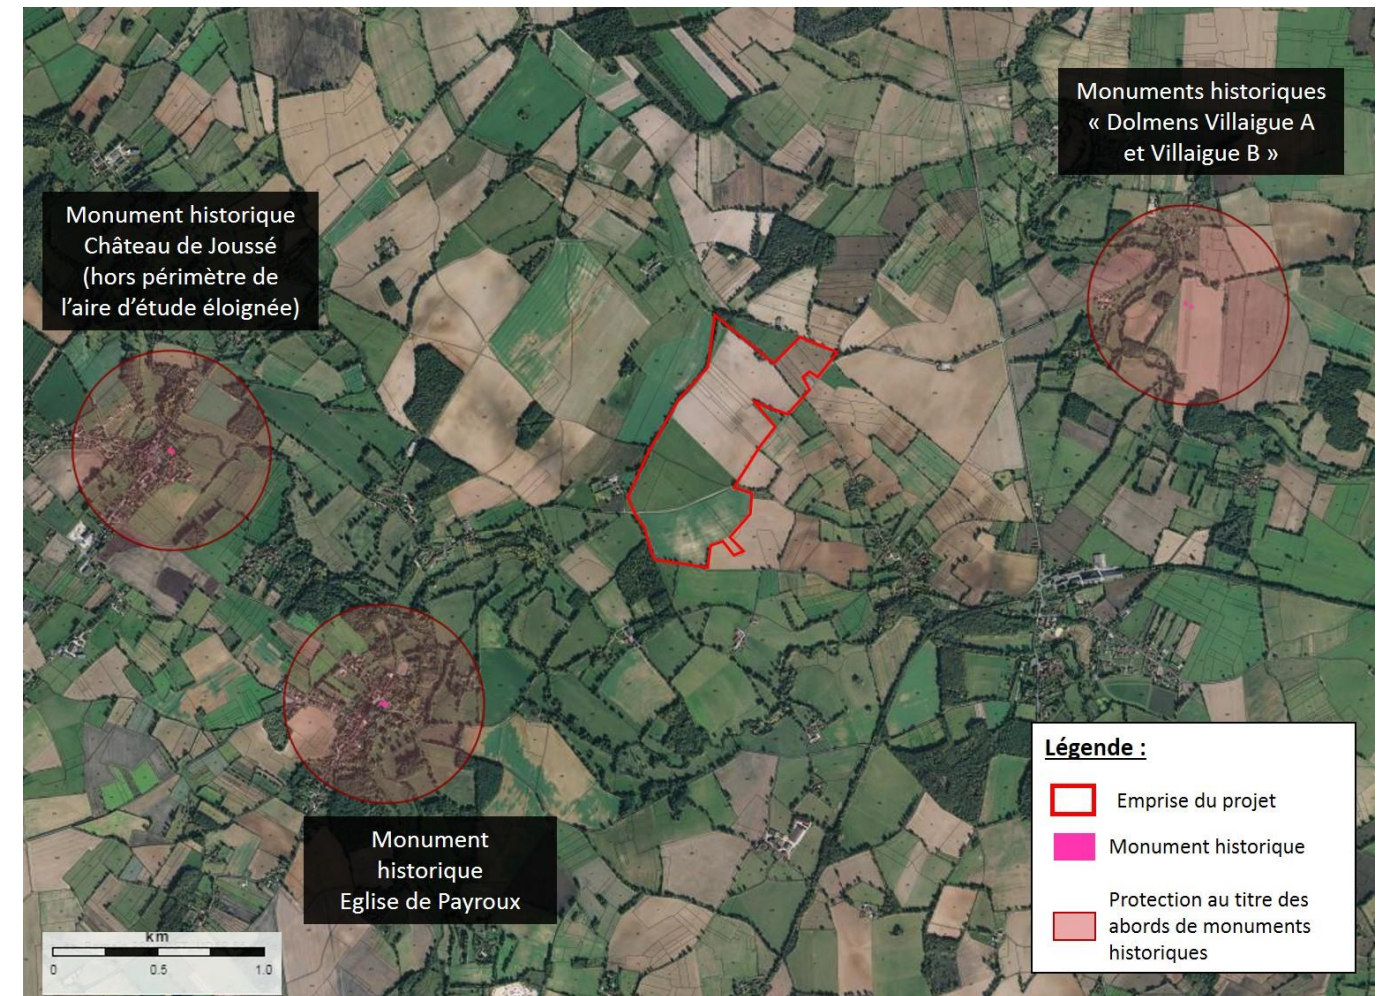 Monuments historiques
« Dolmens Villaigue A
et Villaigue B »
Monument historique
Château de Joussé
(hors périmètre de
l’aire d’étude éloignée)
Monument
historique
Eglise de Payroux
Légende :
Emprise du projet
Monument historique
Protection au titre des
abords de monuments
historiques
km
0 0.5 1.0